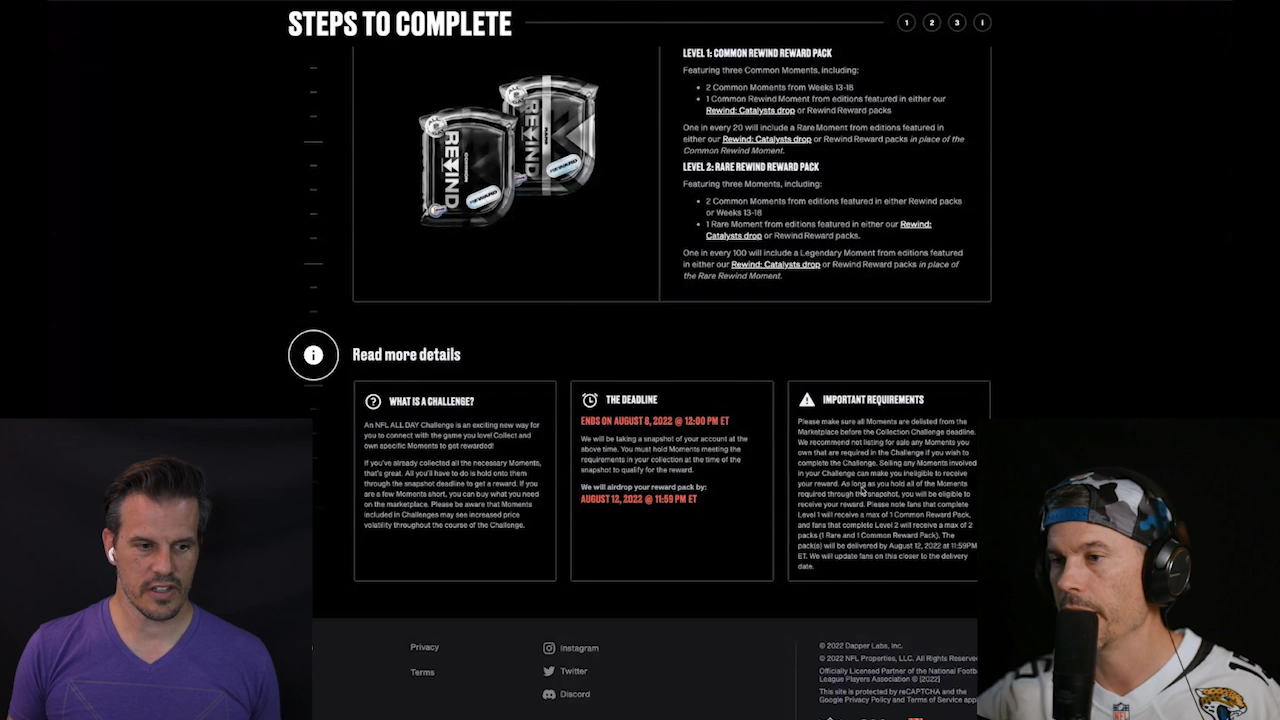 STEPS TO COMPLETE
1 2 3 i
LEVEL 1: COMMON REWIND REWARD PACK
Featuring three Common Moments, including:
• 2 Common Moments from Weeks 13-18
• 1 Common Rewind Moment from editions featured in either our
Rewind: Catalysts drop or Rewind Reward packs
One in every 20 will include a Rare Moment from editions featured in
either our Rewind: Catalysts drop or Rewind Reward packs in place of the
Common Rewind Moment.
LEVEL 2: RARE REWIND REWARD PACK
Featuring three Moments, including:
• 2 Common Moments from editions featured in either Rewind packs
or Weeks 13-18
• 1 Rare Moment from editions featured in either our Rewind:
Catalysts drop or Rewind Reward packs.
One in every 100 will include a Legendary Moment from editions featured
in either our Rewind: Catalysts drop or Rewind Reward packs in place of
the Rare Rewind Moment.
REWIND
COMMON
REWARD
REWIND
RARE
REWARD
i Read more details
? WHAT IS A CHALLENGE?
An NFL ALL DAY Challenge is an exciting new way for
you to connect with the game you love! Collect and
own specific Moments to get rewarded!
If you've already collected all the necessary Moments,
that's great. All you'll have to do is hold onto them
through the snapshot deadline to get a reward. If you
are a few Moments short, you can buy what you need
on the marketplace. Please be aware that Moments
included in Challenges may see increased price
volatility throughout the course of the Challenge.
THE DEADLINE
ENDS ON AUGUST 8, 2022 @ 12:00 PM ET
We will be taking a snapshot of your account at the
above time. You must hold Moments meeting the
requirements in your collection at the time of the
snapshot to qualify for the reward.
We will airdrop your reward pack by:
AUGUST 12, 2022 @ 11:59 PM ET
IMPORTANT REQUIREMENTS
Please make sure all Moments are delisted from the
Marketplace before the Collection Challenge deadline.
We recommend not listing for sale any Moments you
own that are required in the Challenge if you wish to
complete the Challenge. Selling any Moments involved
in your Challenge can make you ineligible to receive
your reward. As long as you hold all of the Moments
required through the snapshot, you will be eligible to
receive your reward. Please note fans that complete
Level 1 will receive a max of 1 Common Reward Pack,
and fans that complete Level 2 will receive a max of 2
packs (1 Rare and 1 Common Reward Pack). The
pack(s) will be delivered by August 12, 2022 at 11:59PM
ET. We will update fans on this closer to the delivery
date.
Privacy
Terms
Instagram
Twitter
Discord
© 2022 Dapper Labs, Inc.
© 2022 NFL Properties, LLC. All Rights Reserve
Officially Licensed Partner of the National Footb
League Players Association © [2022]
This site is protected by reCAPTCHA and the
Google Privacy Policy and Terms of Service app
NFL